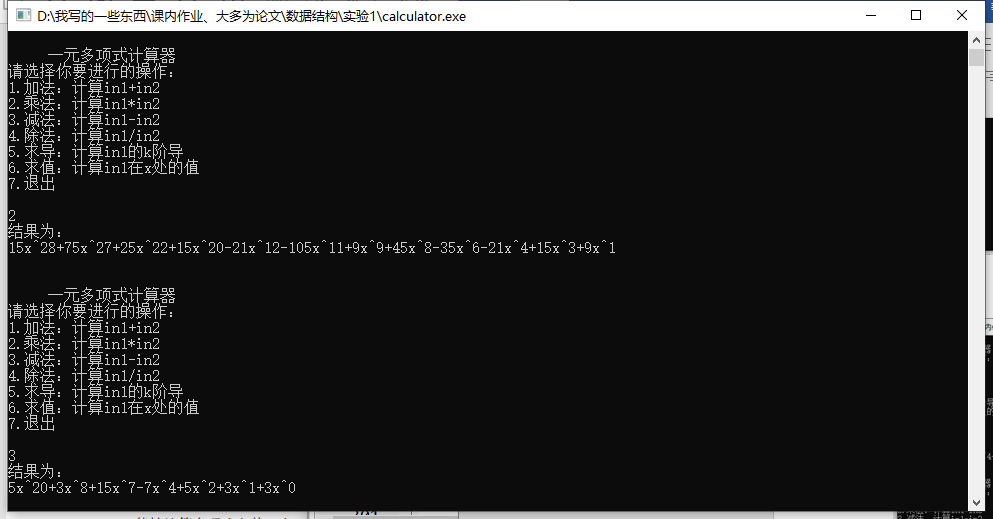 D:\我写的一些东西\课内作业、大多为论文\数据结构\实验1\calculator.exe
一元多项式计算器
请选择你要进行的操作:
1.加法：计算in1+in2
2.乘法：计算in1*in2
3.减法：计算in1-in2
4.除法：计算in1/in2
5.求导：计算in1的k阶导
6.求值：计算in1在x处的值
7.退出
2
结果为:
15x^28+75x^27+25x^22+15x^20-21x^12-105x^11+9x^9+45x^8-35x^6-21x^4+15x^3+9x^1
一元多项式计算器
请选择你要进行的操作:
1.加法：计算in1+in2
2.乘法：计算in1*in2
3.减法：计算in1-in2
4.除法：计算in1/in2
5.求导：计算in1的k阶导
6.求值：计算in1在x处的值
7.退出
3
结果为:
5x^20+3x^8+15x^7-7x^4+5x^2+3x^1+3x^0